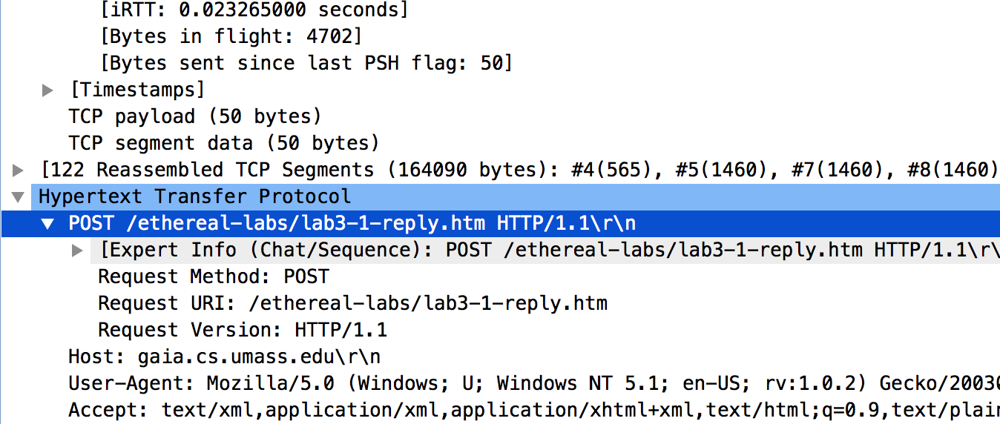 [iRTT: 0.023265000 seconds]
[Bytes in flight: 4702]
[Bytes sent since last PSH flag: 50]
[Timestamps]
TCP payload (50 bytes)
TCP segment data (50 bytes)
[122 Reassembled TCP Segments (164090 bytes): #4(565), #5(1460), #7(1460), #8(1460)
Hypertext Transfer Protocol
POST /ethereal-labs/lab3-1-reply.htm HTTP/1.1\r\n
[Expert Info (Chat/Sequence): POST /ethereal-labs/lab3-1-reply.htm HTTP/1.1\r\
Request Method: POST
Request URI: /ethereal-labs/lab3-1-reply.htm
Request Version: HTTP/1.1
Host: gaia.cs.umass.edu\r\n
User-Agent: Mozilla/5.0 (Windows; U; Windows NT 5.1; en-US; rv:1.0.2) Gecko/2003
Accept: text/xml,application/xml,application/xhtml+xml,text/html;q=0.9,text/plai